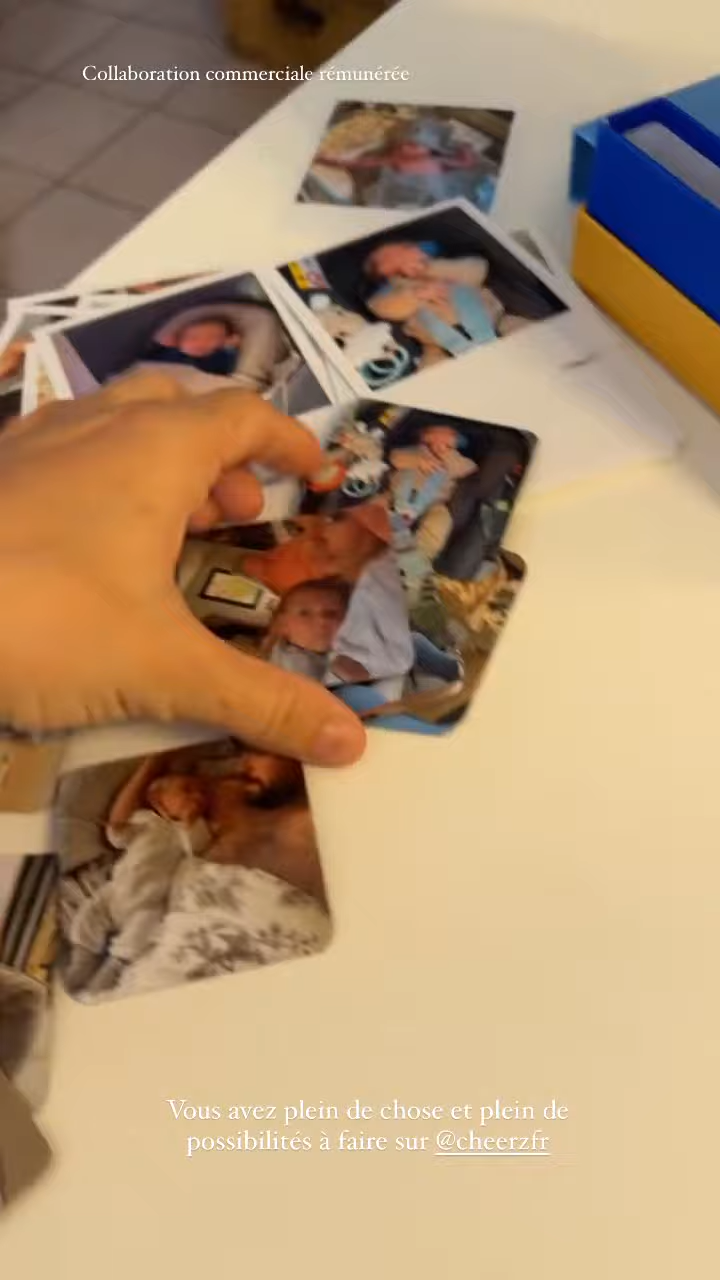 Collaboration commerciale rémunérée
Vous avez plein de chose et plein de
possibilités à faire sur @cheerzfr